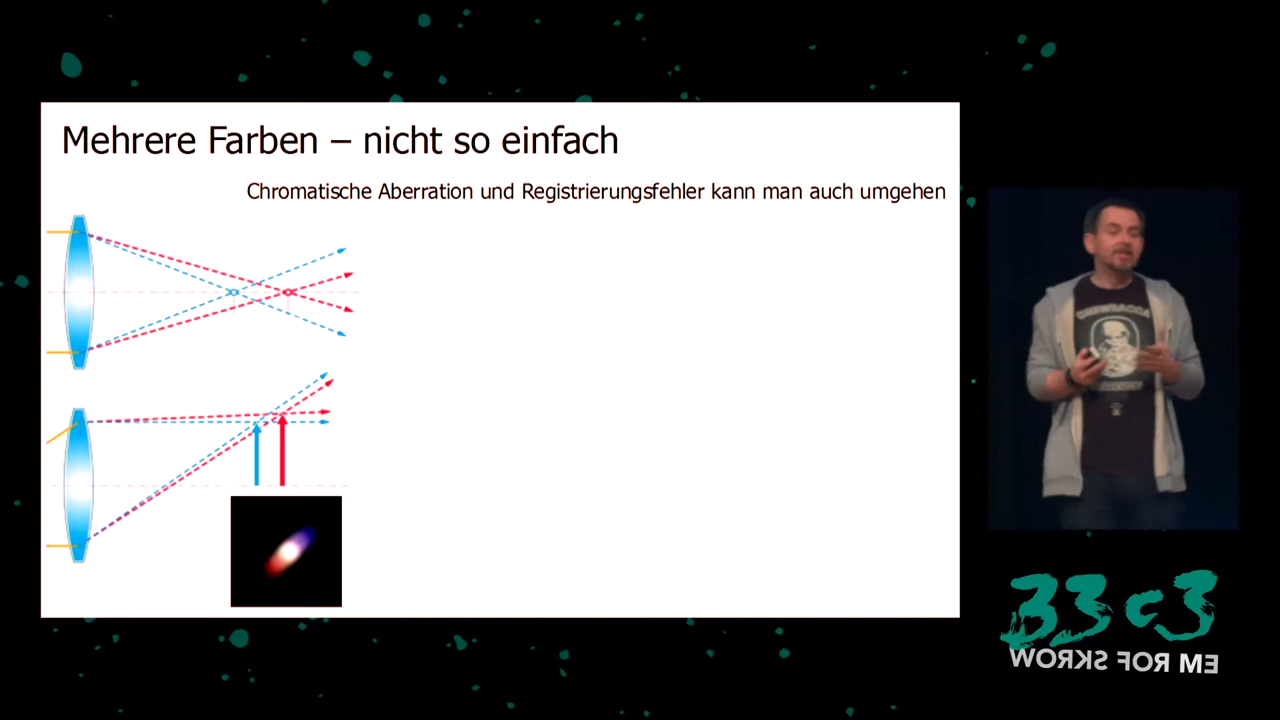 Mehrere Farben – nicht so einfach
Chromatische Aberration und Registrierungsfehler kann man auch umgehen
33c3
WORKS FOR ME